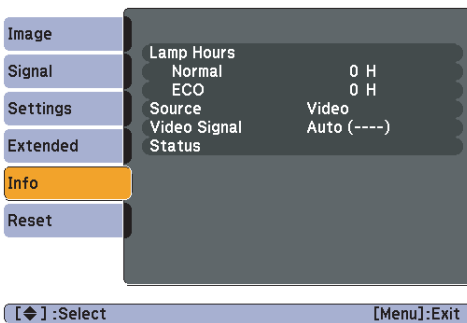 Image
Signal
Settings
Extended
Info
Reset
Lamp Hours
Normal 0 H
ECO 0 H
Source Video
Video Signal Auto (----)
Status
[◆] :Select [Menu]:Exit